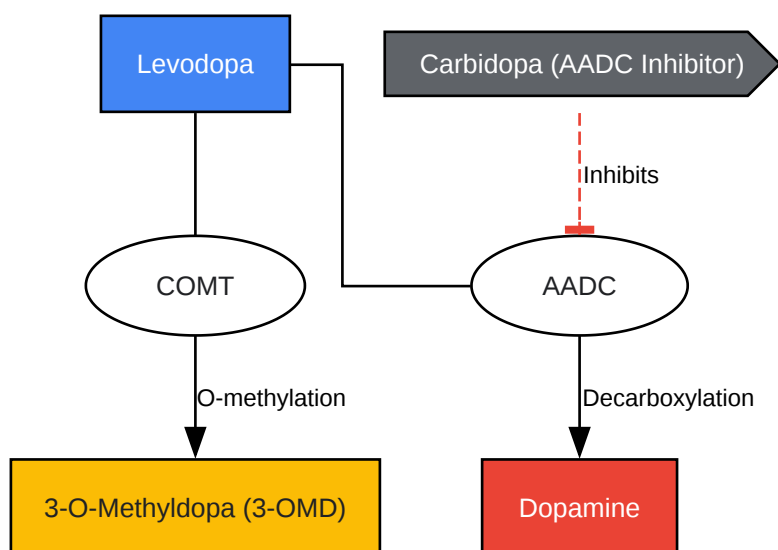 Levodopa
Carbidopa (AADC Inhibitor)
Inhibits
COMT
AADC
O-methylation
Decarboxylation
3-O-Methyldopa (3-OMD)
Dopamine